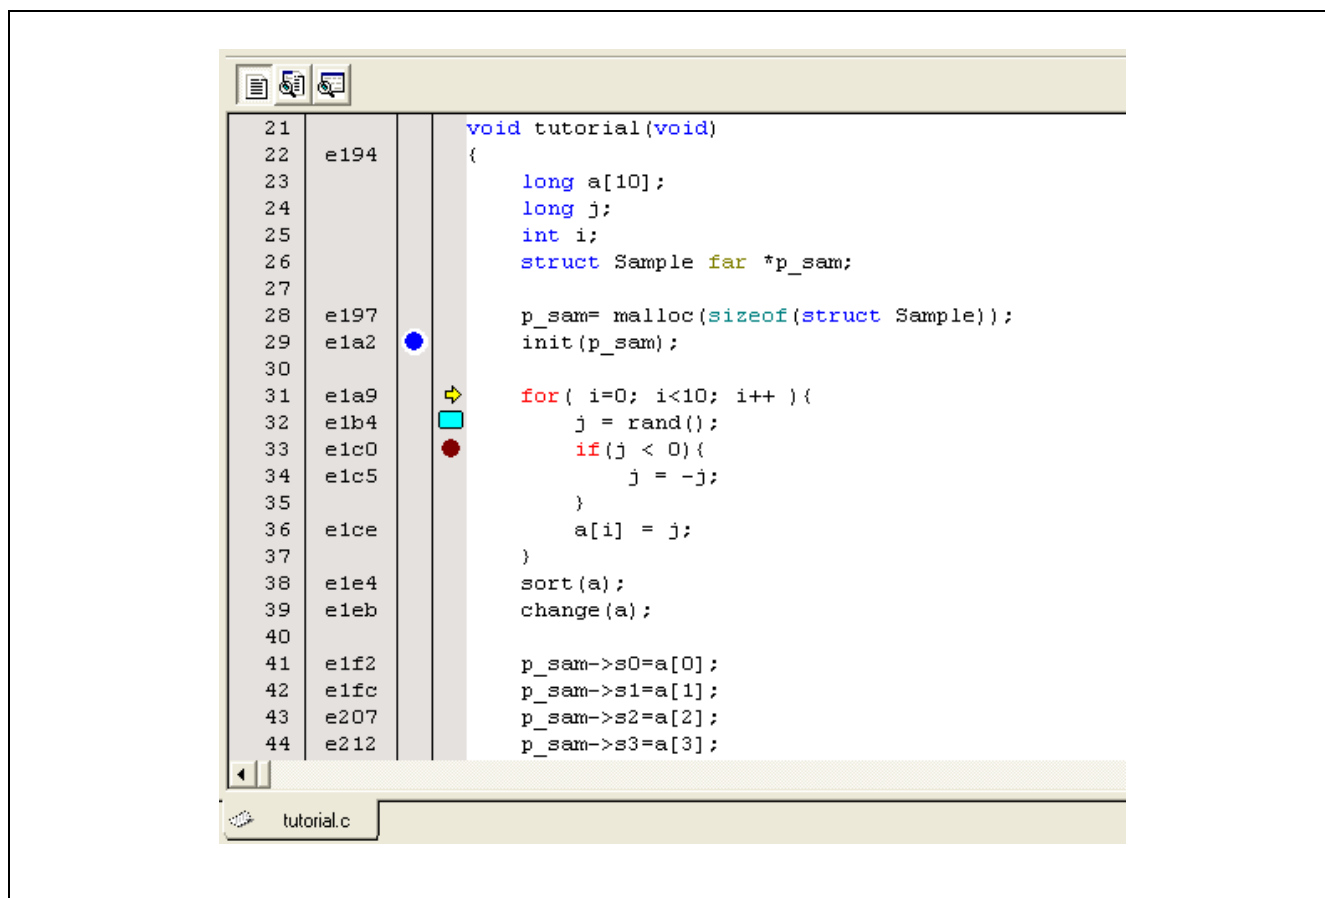 21 void tutorial(void)
22 e194 {
23 long a[10];
24 long j;
25 int i;
26 struct Sample far *p_sam;
27
28 e197 p_sam= malloc(sizeof(struct Sample));
29 e1a2 init(p_sam);
30
31 e1a9 for( i=0; i<10; i++ ){
32 e1b4 j = rand();
33 e1c0 if(j < 0){
34 e1c5 j = -j;
35 }
36 e1ce a[i] = j;
37 }
38 e1e4 sort(a);
39 e1eb change(a);
40
41 e1f2 p_sam->s0=a[0];
42 e1fc p_sam->s1=a[1];
43 e207 p_sam->s2=a[2];
44 e212 p_sam->s3=a[3];
tutorial.c